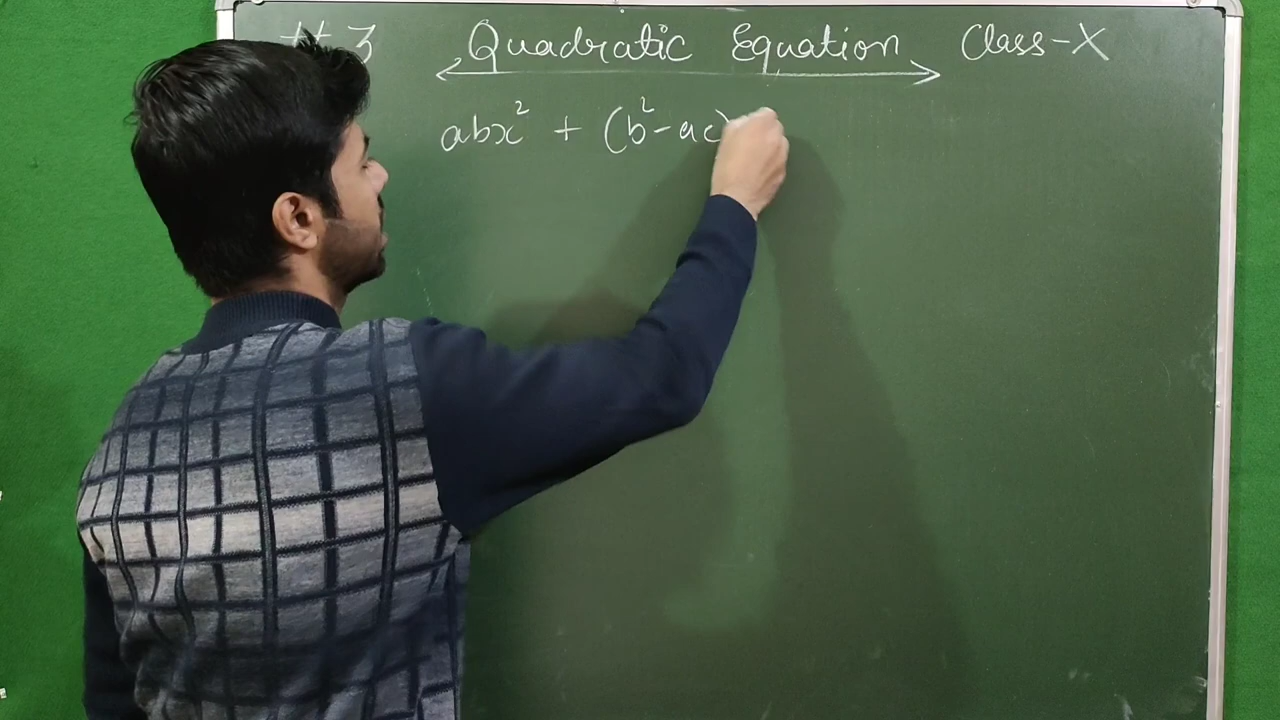 # 3 Quadratic Equation Class-X
abx² + (b²-ac)